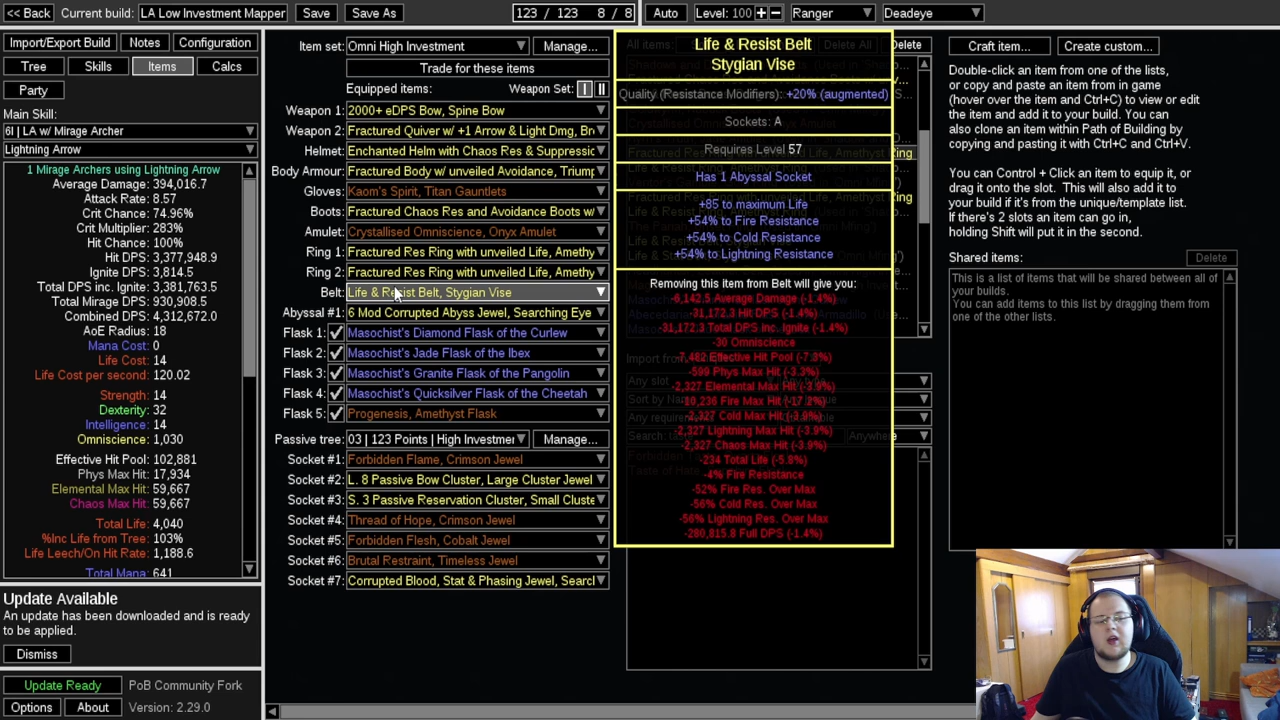 << Back
Current build:
LA Low Investment Mapper
Save
Save As
123 / 123   8 / 8
Auto
Level: 100
+
−
Ranger
Deadeye
Import/Export Build
Notes
Configuration
Tree
Skills
Items
Calcs
Party
Main Skill:
6l | LA w/ Mirage Archer
Lightning Arrow
1 Mirage Archers using Lightning Arrow
Average Damage: 394,016.7
Attack Rate: 8.57
Crit Chance: 74.96%
Crit Multiplier: 283%
Hit Chance: 100%
Hit DPS: 3,377,948.9
Ignite DPS: 3,814.5
Total DPS inc. Ignite: 3,381,763.5
Total Mirage DPS: 930,908.5
Combined DPS: 4,312,672.0
AoE Radius: 18
Mana Cost: 0
Life Cost: 14
Life Cost per second: 120.02
Strength: 14
Dexterity: 32
Intelligence: 14
Omniscience: 1,030
Effective Hit Pool: 102,881
Phys Max Hit: 17,934
Elemental Max Hit: 59,667
Chaos Max Hit: 59,667
Total Life: 4,040
%Inc Life from Tree: 103%
Life Leech/On Hit Rate: 1,188.6
Total Mana: 641
Update Available
An update has been downloaded and is ready
to be applied.
Dismiss
Update Ready
PoB Community Fork
Options
About
Version: 2.29.0
Item set:
Omni High Investment
Manage...
Trade for these items
Equipped items:
Weapon Set:
I
II
Weapon 1: 2000+ eDPS Bow, Spine Bow
Weapon 2: Fractured Quiver w/ +1 Arrow & Light Dmg, Br
Helmet: Enchanted Helm with Chaos Res & Suppressic
Body Armour: Fractured Body w/ unveiled Avoidance, Triump
Gloves: Kaom's Spirit, Titan Gauntlets
Boots: Fractured Chaos Res and Avoidance Boots w/
Amulet: Crystallised Omniscience, Onyx Amulet
Ring 1: Fractured Res Ring with unveiled Life, Amethy
Ring 2: Fractured Res Ring with unveiled Life, Amethy
Belt: Life & Resist Belt, Stygian Vise
Abyssal #1: 6 Mod Corrupted Abyss Jewel, Searching Eye
Flask 1: Masochist's Diamond Flask of the Curlew
Flask 2: Masochist's Jade Flask of the Ibex
Flask 3: Masochist's Granite Flask of the Pangolin
Flask 4: Masochist's Quicksilver Flask of the Cheetah
Flask 5: Progenesis, Amethyst Flask
Passive tree:
03 | 123 Points | High Investmer
Manage...
Socket #1: Forbidden Flame, Crimson Jewel
Socket #2: L. 8 Passive Bow Cluster, Large Cluster Jewel
Socket #3: S. 3 Passive Reservation Cluster, Small Cluste
Socket #4: Thread of Hope, Crimson Jewel
Socket #5: Forbidden Flesh, Cobalt Jewel
Socket #6: Brutal Restraint, Timeless Jewel
Socket #7: Corrupted Blood, Stat & Phasing Jewel, Search
All items:
Delete All
Delete
Life & Resist Belt
Stygian Vise
Quality (Resistance Modifiers): +20% (augmented)
Sockets: A
Requires Level 57
Has 1 Abyssal Socket
+85 to maximum Life
+54% to Fire Resistance
+54% to Cold Resistance
+54% to Lightning Resistance
Removing this item from Belt will give you:
-6,142.5 Average Damage (-1.4%)
-31,172.3 Hit DPS (-1.4%)
-31,172.3 Total DPS inc. Ignite (-1.4%)
-30 Omniscience
-7,482 Effective Hit Pool (-7.3%)
-599 Phys Max Hit (-3.3%)
-2,327 Elemental Max Hit (-3.9%)
-10,236 Fire Max Hit (-17.2%)
-2,327 Cold Max Hit (-3.9%)
-2,327 Lightning Max Hit (-3.9%)
-2,327 Chaos Max Hit (-3.9%)
-234 Total Life (-5.8%)
-4% Fire Resistance
-52% Fire Res. Over Max
-56% Cold Res. Over Max
-56% Lightning Res. Over Max
-280,815.8 Full DPS (-1.4%)
Craft item...
Create custom...
Double-click an item from one of the lists,
or copy and paste an item from in game
(hover over the item and Ctrl+C) to view or edit
the item and add it to your build. You can
also clone an item within Path of Building by
copying and pasting it with Ctrl+C and Ctrl+V.
You can Control + Click an item to equip it, or
drag it onto the slot. This will also add it to
your build if it's from the unique/template list.
If there's 2 slots an item can go in,
holding Shift will put it in the second.
Shared items:
Delete
This is a list of items that will be shared between all of
your builds.
You can add items to this list by dragging them from
one of the other lists.